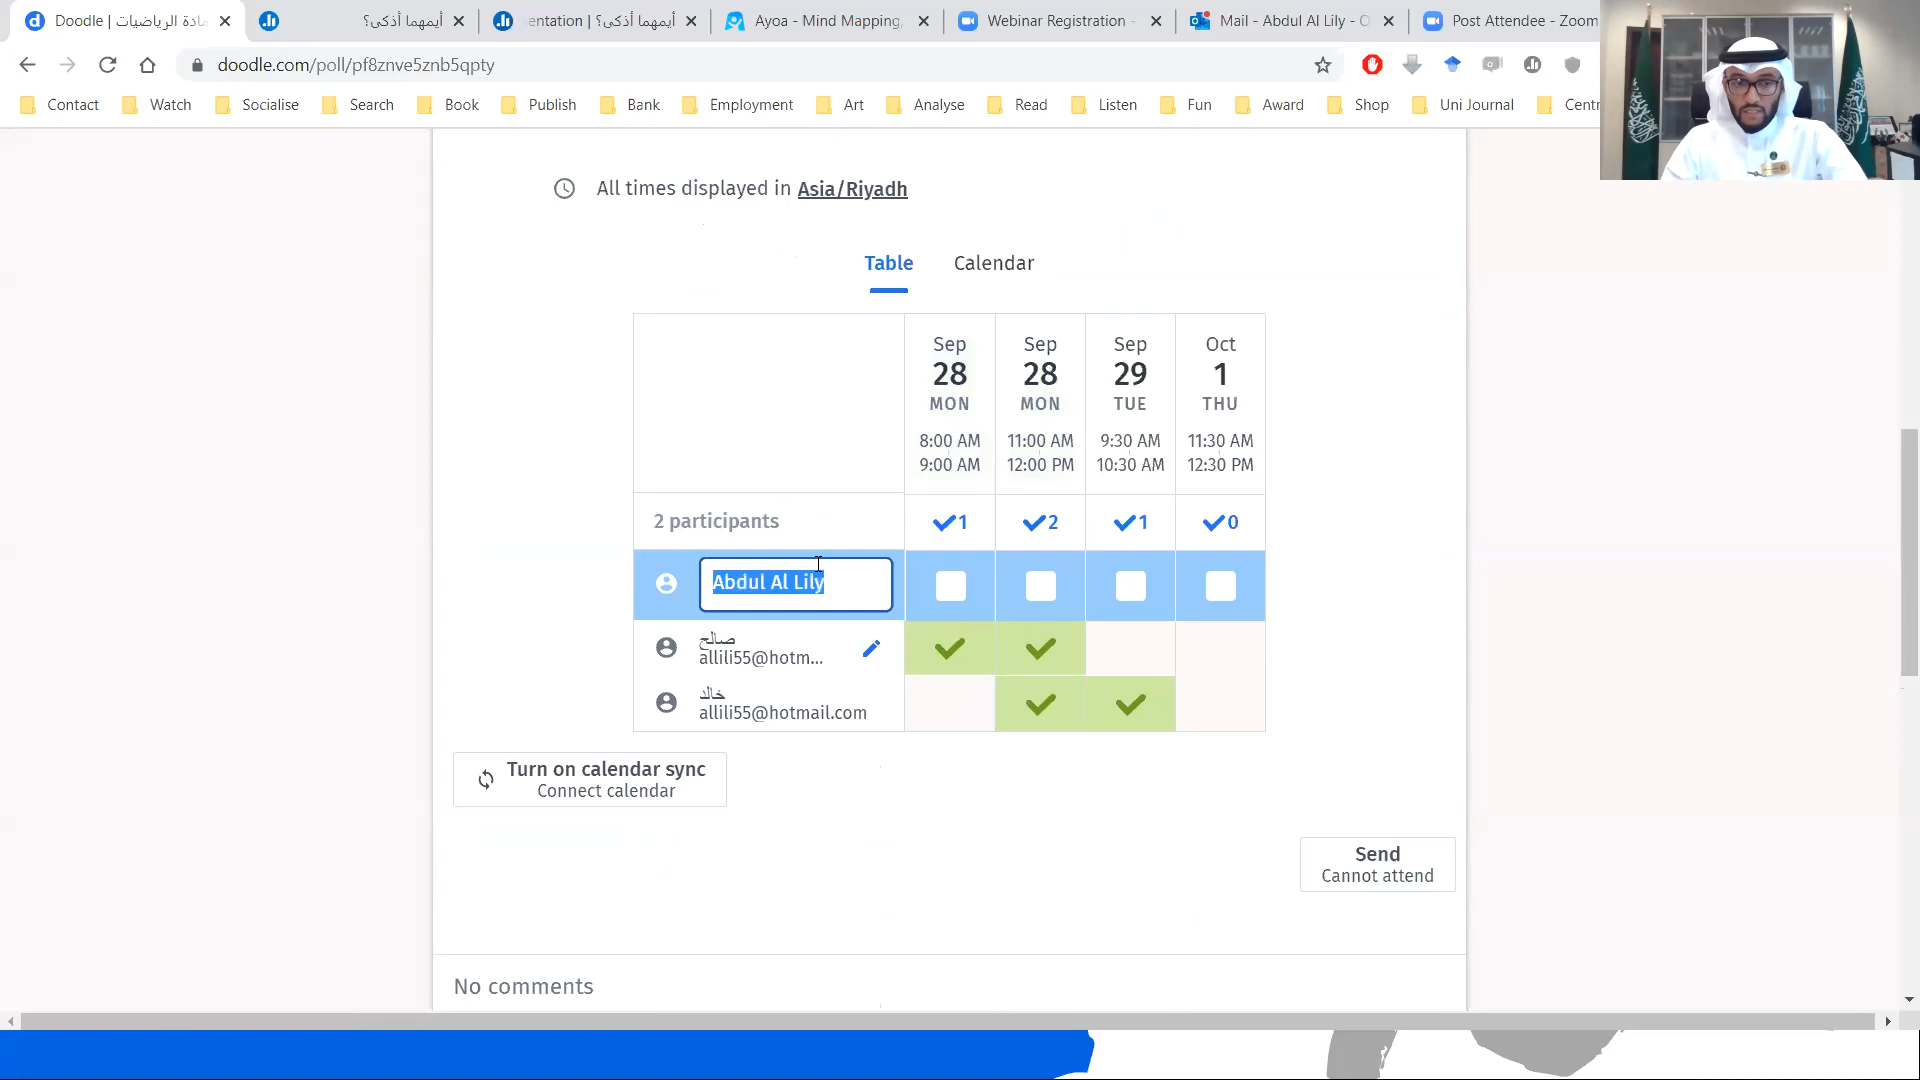 Doodle | مادة الرياضيات
أيهما أذكى؟
entation | أيهما أذكى؟
Ayoa - Mind Mapping,
Webinar Registration -
Mail - Abdul Al Lily - O
Post Attendee - Zoom
doodle.com/poll/pf8znve5znb5qpty
Contact
Watch
Socialise
Search
Book
Publish
Bank
Employment
Art
Analyse
Read
Listen
Fun
Award
Shop
Uni Journal
Centr
All times displayed in Asia/Riyadh
Table Calendar
Sep 28 MON 8:00 AM 9:00 AM
Sep 28 MON 11:00 AM 12:00 PM
Sep 29 TUE 9:30 AM 10:30 AM
Oct 1 THU 11:30 AM 12:30 PM
2 participants 1 2 1 0
Abdul Al Lily
صالح
allili55@hotm...
خالد
allili55@hotmail.com
Turn on calendar sync
Connect calendar
Send
Cannot attend
No comments